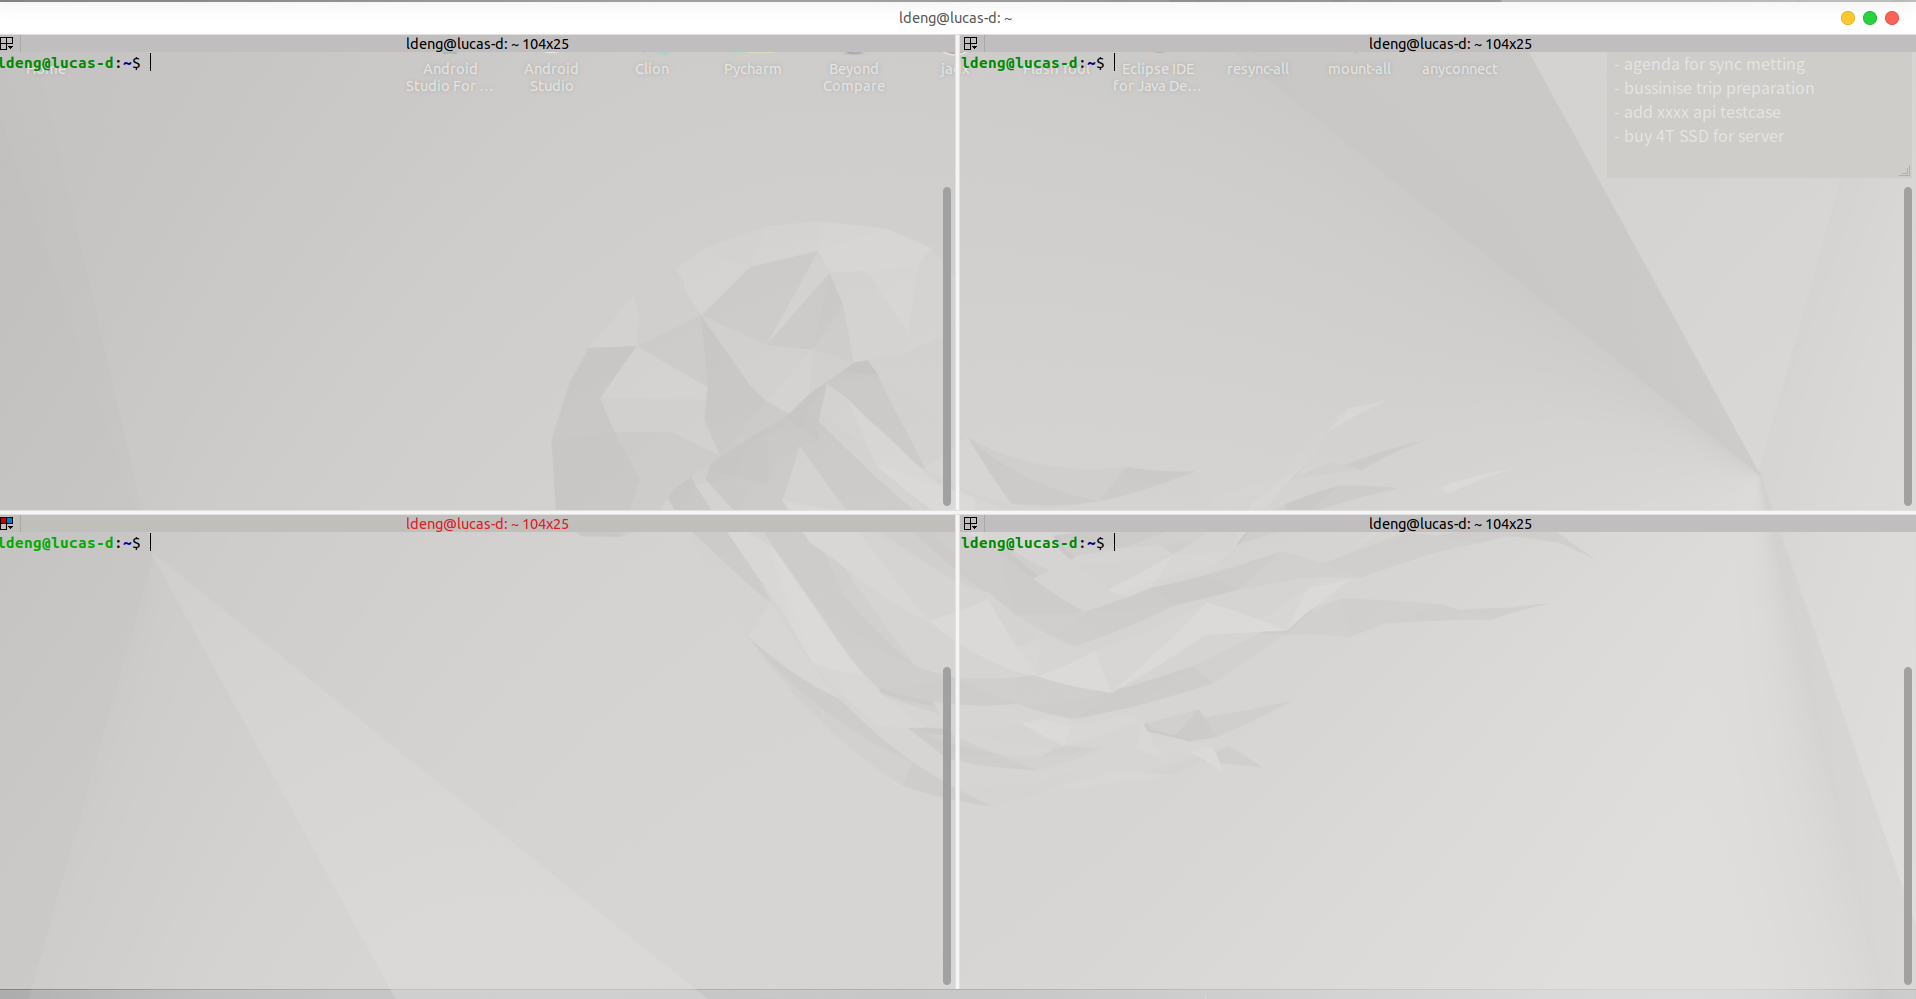 ldeng@lucas-d: ~
ldeng@lucas-d: ~ 104x25
ldeng@lucas-d:~$
Home
Android
Studio For ...
Android
Studio
Clion
Pycharm
Beyond
Compare
ldeng@lucas-d: ~ 104x25
ldeng@lucas-d:~$
Flash Tool
Eclipse IDE
for Java De...
resync-all
mount-all
anyconnect
- agenda for sync metting
- bussinise trip preparation
- add xxxx api testcase
- buy 4T SSD for server
ldeng@lucas-d: ~ 104x25
ldeng@lucas-d:~$
ldeng@lucas-d: ~ 104x25
ldeng@lucas-d:~$